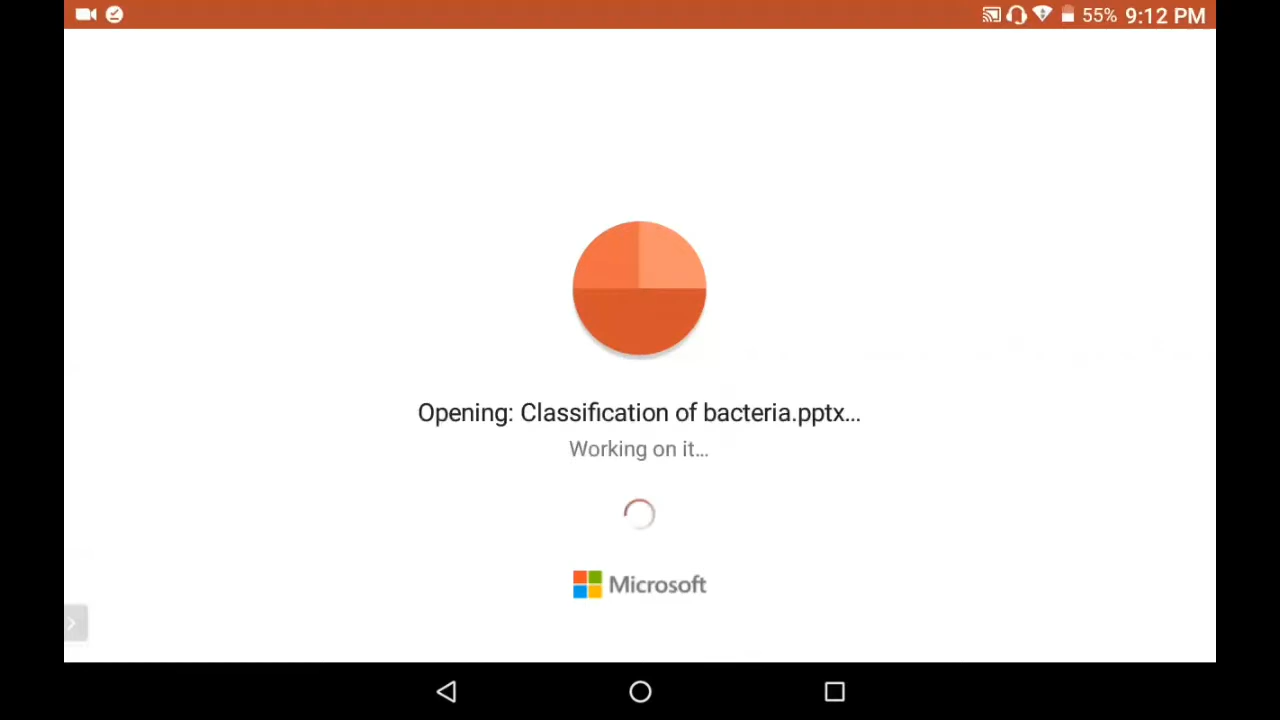 55% 9:12 PM
Opening: Classification of bacteria.pptx...
Working on it...
Microsoft